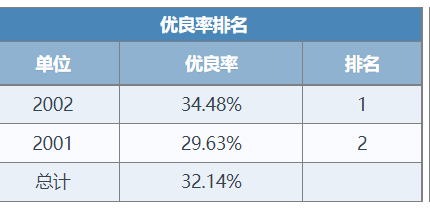 优良率排名
单位 优良率 排名
2002 34.48% 1
2001 29.63% 2
总计 32.14%